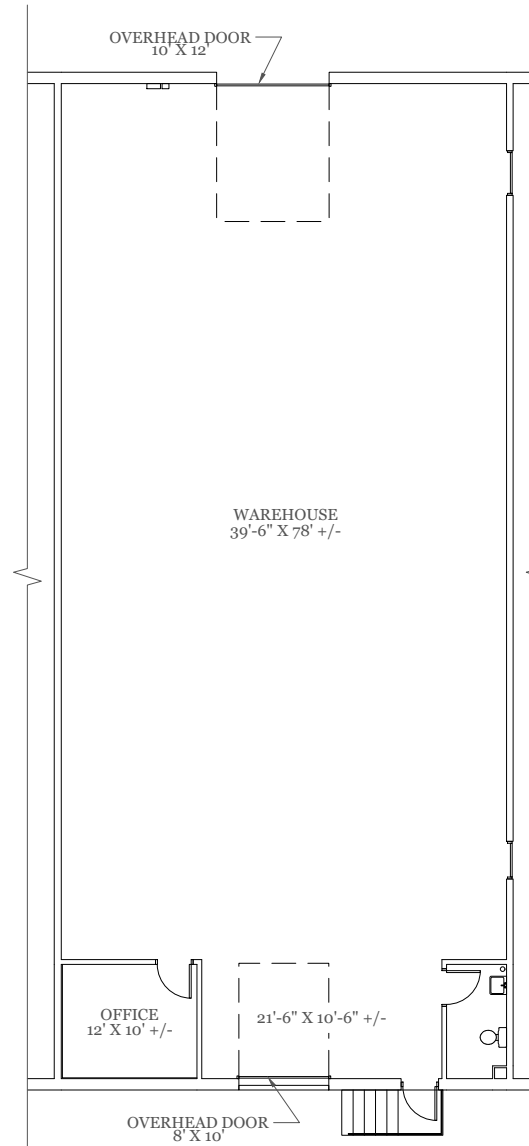 OVERHEAD DOOR
10' X 12'
WAREHOUSE
39'-6" X 78' +/-
OFFICE
12' X 10' +/-
21'-6" X 10'-6" +/-
OVERHEAD DOOR
8' X 10'